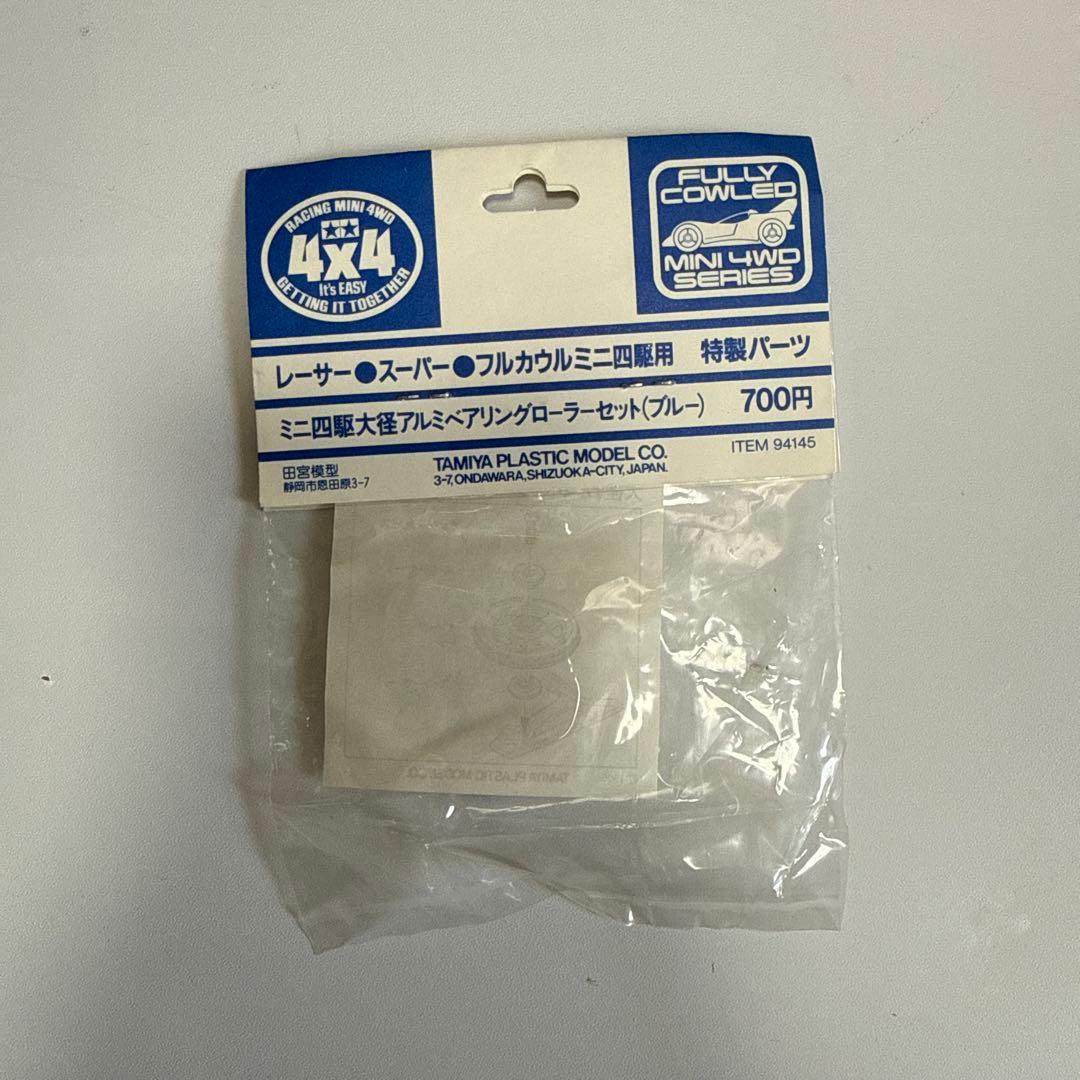 RACING MINI 4WD
4x4
It's EASY
GETTING IT TOGETHER
FULLY
COWLED
MINI 4WD
SERIES
レーサー●スーパー●フルカウルミニ四駆用 特製パーツ
ミニ四駆大径アルミベアリングローラーセット(ブルー) 700円
田宮模型
静岡市恩田原3-7
TAMIYA PLASTIC MODEL CO.
3-7, ONDAWARA, SHIZUOKA-CITY, JAPAN.
ITEM 94145
TAMIYA PLASTIC MODEL CO.